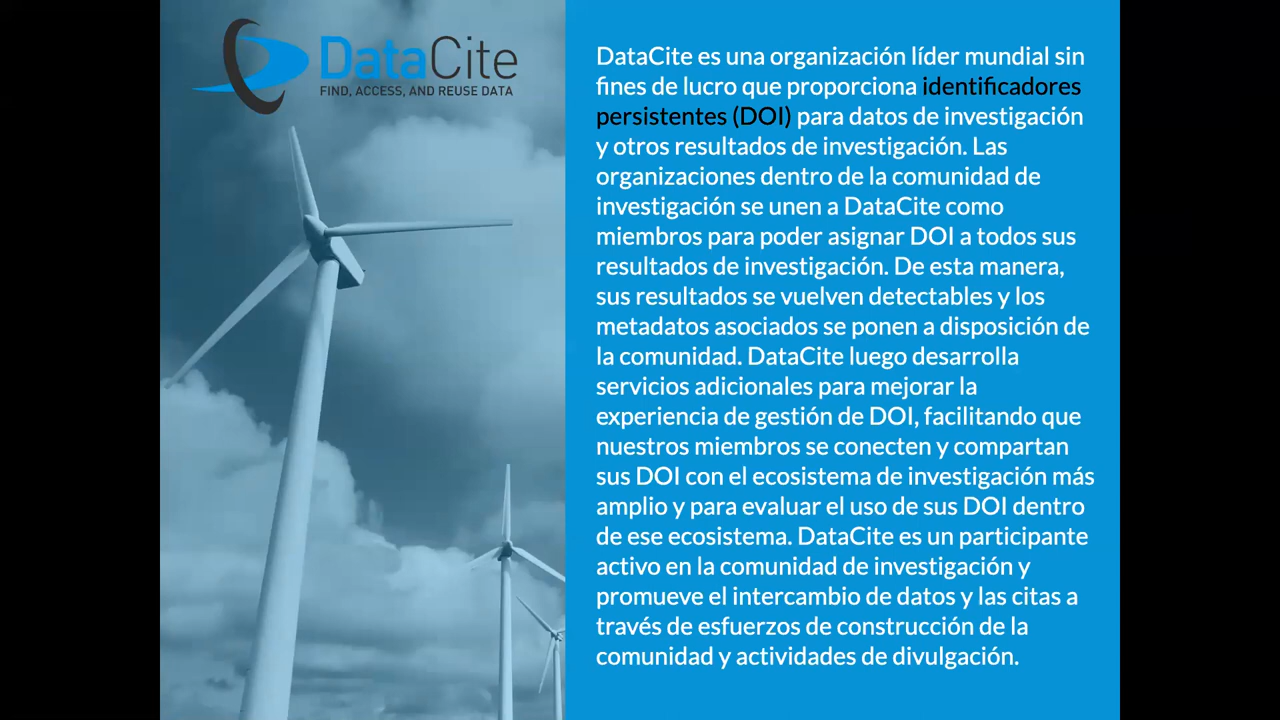 DataCite
FIND, ACCESS, AND REUSE DATA
DataCite es una organización líder mundial sin
fines de lucro que proporciona identificadores
persistentes (DOI) para datos de investigación
y otros resultados de investigación. Las
organizaciones dentro de la comunidad de
investigación se unen a DataCite como
miembros para poder asignar DOI a todos sus
resultados de investigación. De esta manera,
sus resultados se vuelven detectables y los
metadatos asociados se ponen a disposición de
la comunidad. DataCite luego desarrolla
servicios adicionales para mejorar la
experiencia de gestión de DOI, facilitando que
nuestros miembros se conecten y compartan
sus DOI con el ecosistema de investigación más
amplio y para evaluar el uso de sus DOI dentro
de ese ecosistema. DataCite es un participante
activo en la comunidad de investigación y
promueve el intercambio de datos y las citas a
través de esfuerzos de construcción de la
comunidad y actividades de divulgación.